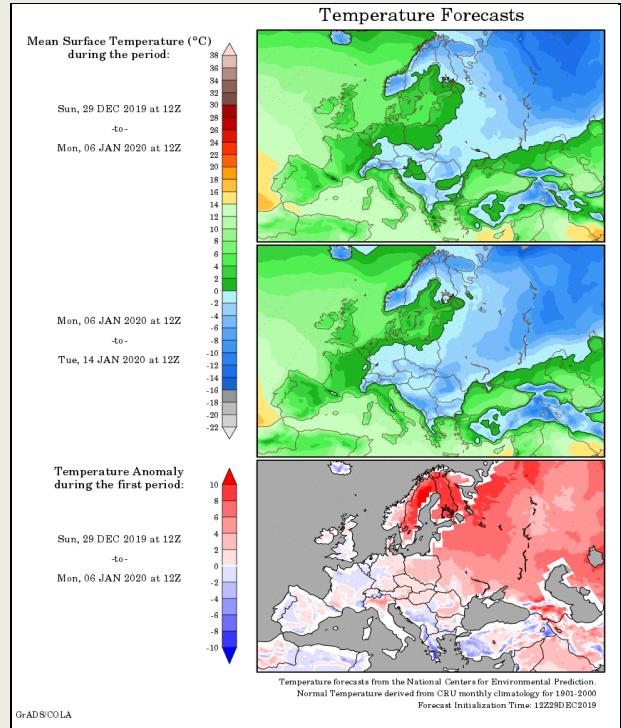 Temperature Forecasts
Mean Surface Temperature (°C)
during the period:
Sun, 29 DEC 2019 at 12Z
-to-
Mon, 06 JAN 2020 at 12Z
38
36
34
32
30
28
26
24
22
20
18
16
14
12
10
8
6
4
2
0
-2
-4
-6
-8
-10
-12
-14
-16
-18
-20
-22
Mon, 06 JAN 2020 at 12Z
-to-
Tue, 14 JAN 2020 at 12Z
Temperature Anomaly
during the first period:
Sun, 29 DEC 2019 at 12Z
-to-
Mon, 06 JAN 2020 at 12Z
10
8
6
4
2
0
-2
-4
-6
-8
-10
Temperature forecasts from the National Centers for Environmental Prediction.
Normal Temperature derived from CRU monthly climatology for 1901-2000
Forecast Initialization Time: 12Z29DEC2019
GrADS/COLA